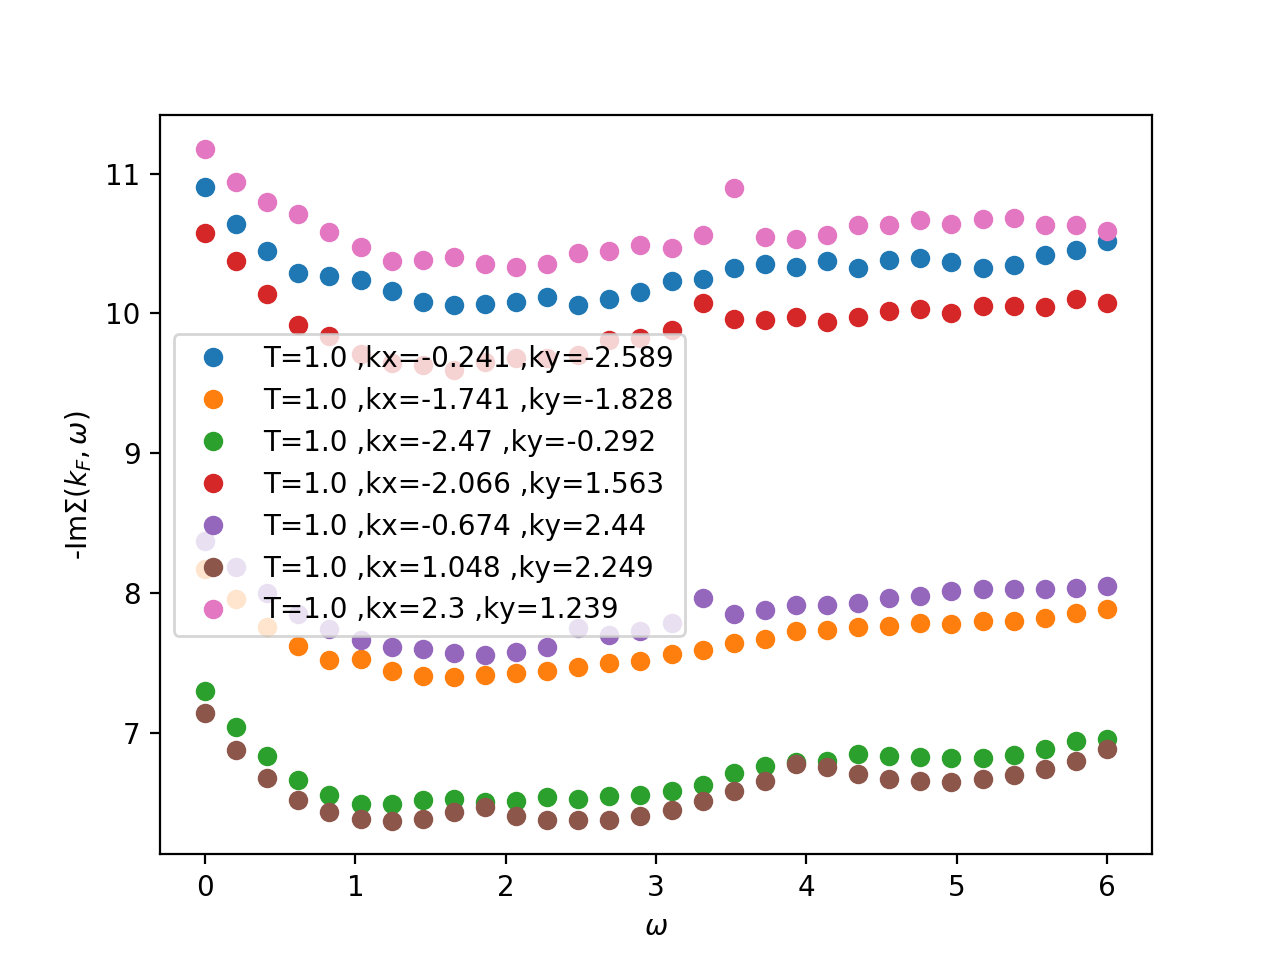 11
10
9
8
7
-ImΣ(k_F, ω)
T=1.0 ,kx=-0.241 ,ky=-2.589
T=1.0 ,kx=-1.741 ,ky=-1.828
T=1.0 ,kx=-2.47 ,ky=-0.292
T=1.0 ,kx=-2.066 ,ky=1.563
T=1.0 ,kx=-0.674 ,ky=2.44
T=1.0 ,kx=1.048 ,ky=2.249
T=1.0 ,kx=2.3 ,ky=1.239
0 1 2 3 4 5 6
ω